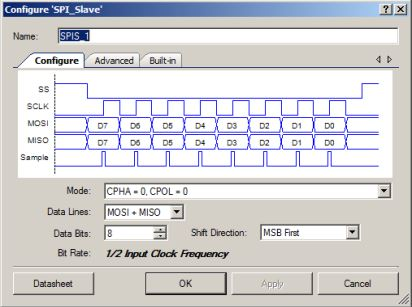 Configure 'SPI_Slave'
Name: SPIS_1
Configure Advanced Built-in
SS
SCLK
MOSI D7 D6 D5 D4 D3 D2 D1 D0
MISO D7 D6 D5 D4 D3 D2 D1 D0
Sample
Mode: CPHA = 0, CPOL = 0
Data Lines: MOSI + MISO
Data Bits: 8 Shift Direction: MSB First
Bit Rate: 1/2 Input Clock Frequency
Datasheet OK Apply Cancel